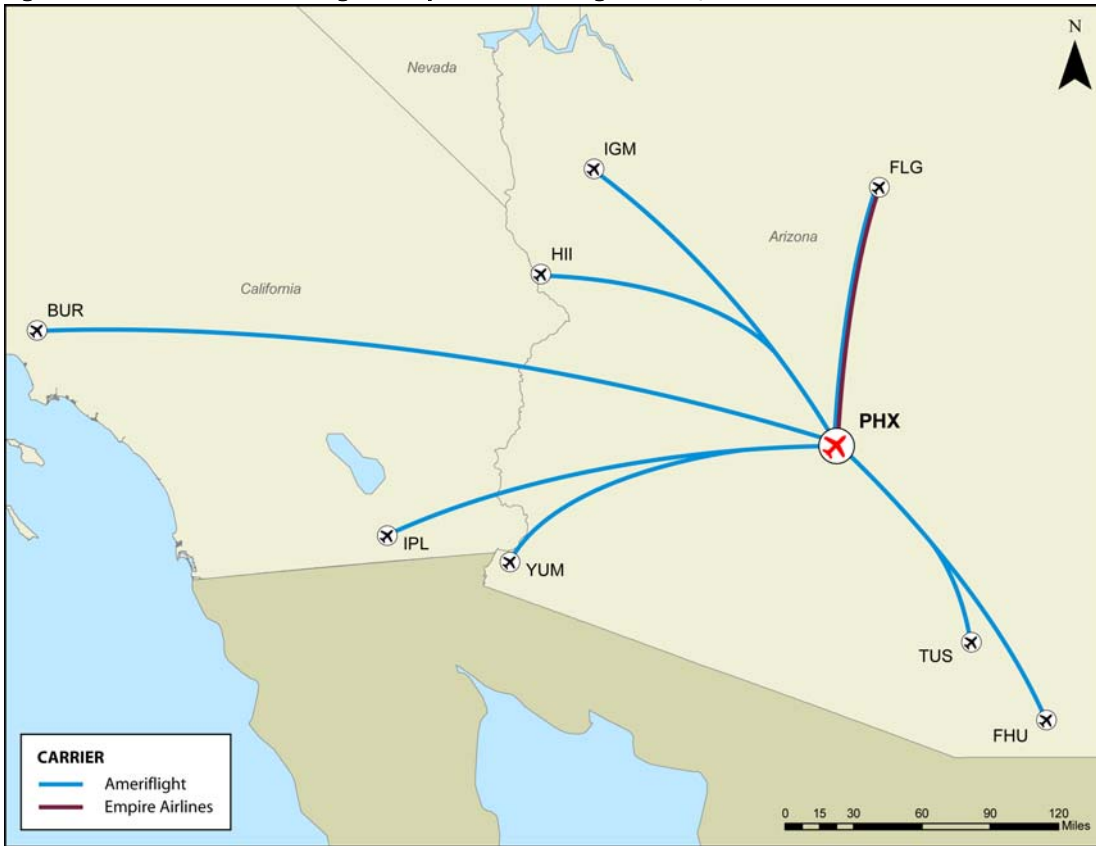 N
Nevada
IGM
FLG
Arizona
HII
California
BUR
PHX
IPL
YUM
TUS
FHU
CARRIER
Ameriflight
Empire Airlines
0 15 30 60 90 120
Miles